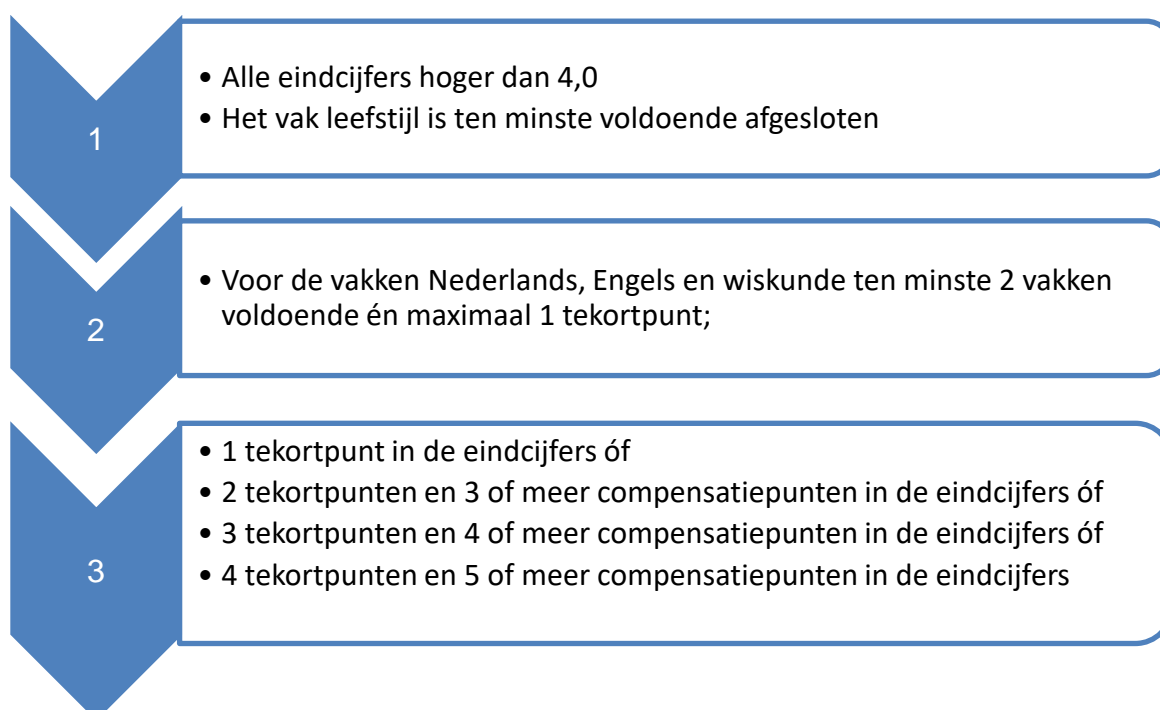 1
• Alle eindcijfers hoger dan 4,0
• Het vak leefstijl is ten minste voldoende afgesloten
2
• Voor de vakken Nederlands, Engels en wiskunde ten minste 2 vakken
voldoende én maximaal 1 tekortpunt;
3
• 1 tekortpunt in de eindcijfers óf
• 2 tekortpunten en 3 of meer compensatiepunten in de eindcijfers óf
• 3 tekortpunten en 4 of meer compensatiepunten in de eindcijfers óf
• 4 tekortpunten en 5 of meer compensatiepunten in de eindcijfers